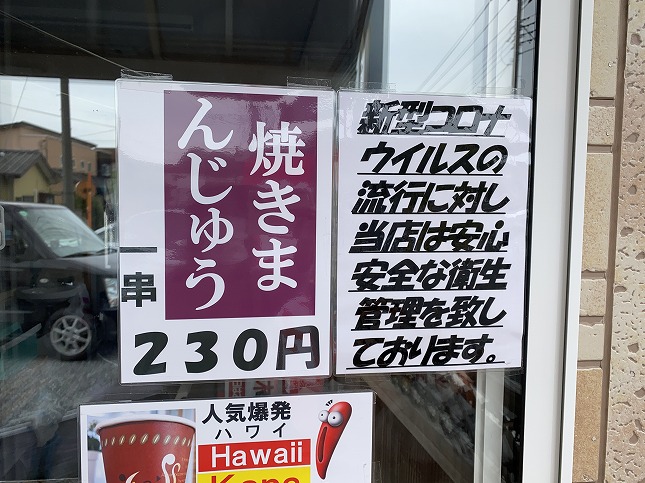 焼きま
んじゅう
一串
230円
新型コロナ
ウイルスの
流行に対し
当店は安心
安全な衛生
管理を致し
ております。
人気爆発
ハワイ
Hawaii
Kona